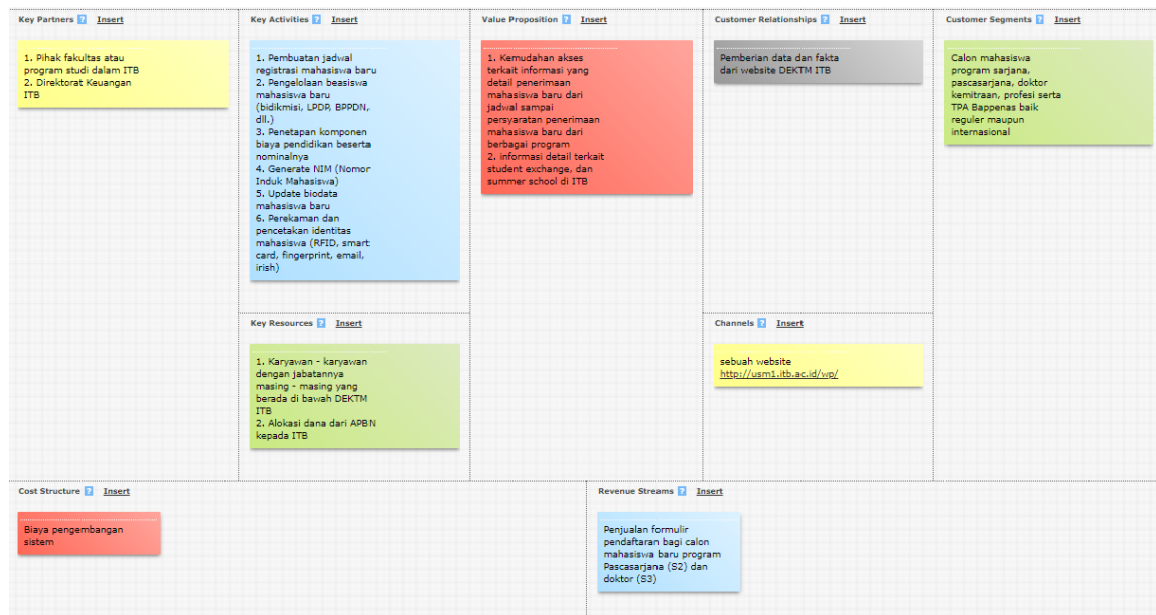 Key Partners ? Insert
1. Pihak fakultas atau
program studi dalam ITB
2. Direktorat Keuangan
ITB
Key Activities ? Insert
1. Pembuatan jadwal
registrasi mahasiswa baru
2. Pengelolaan beasiswa
mahasiswa baru
(bidikmisi, LPDP, BPPDN,
dll.)
3. Penetapan komponen
biaya pendidikan beserta
nominalnya
4. Generate NIM (Nomor
Induk Mahasiswa)
5. Update biodata
mahasiswa baru
6. Perekaman dan
pencetakan identitas
mahasiswa (RFID, smart
card, fingerprint, email,
irish)
Key Resources ? Insert
1. Karyawan - karyawan
dengan jabatannya
masing - masing yang
berada di bawah DEKTM
ITB
2. Alokasi dana dari APBN
kepada ITB
Value Proposition ? Insert
1. Kemudahan akses
terkait informasi yang
detail penerimaan
mahasiswa baru dari
jadwal sampai
persyaratan penerimaan
mahasiswa baru dari
berbagai program
2. informasi detail terkait
student exchange, dan
summer school di ITB
Customer Relationships ? Insert
Pemberian data dan fakta
dari website DEKTM ITB
Channels ? Insert
sebuah website
http://usm1.itb.ac.id/wp/
Customer Segments ? Insert
Calon mahasiswa
program sarjana,
pascasarjana, doktor
kemitraan, profesi serta
TPA Bappenas baik
reguler maupun
internasional
Cost Structure ? Insert
Biaya pengembangan
sistem
Revenue Streams ? Insert
Penjualan formulir
pendaftaran bagi calon
mahasiswa baru program
Pascasarjana (S2) dan
doktor (S3)